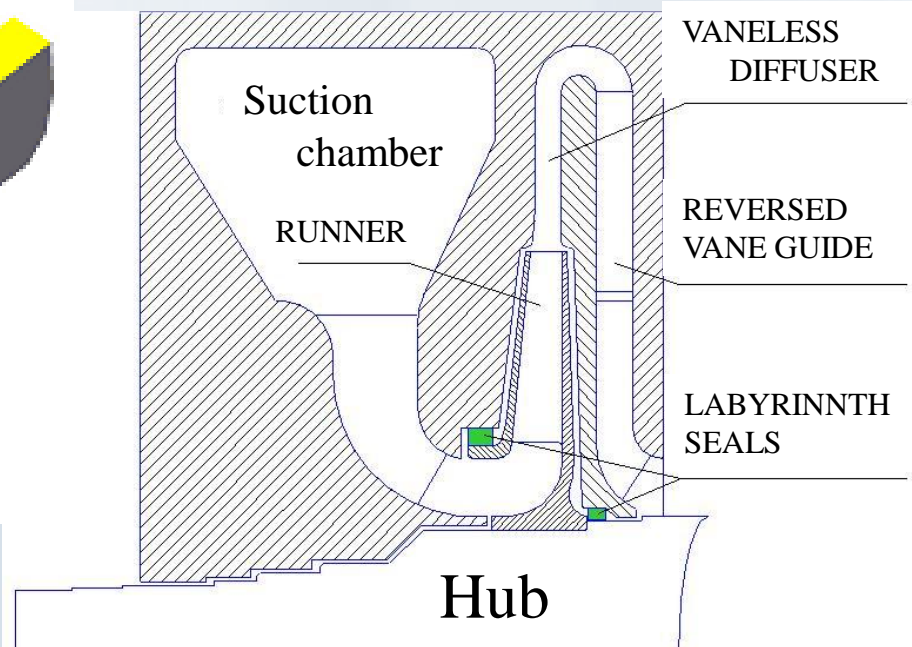 Suction
chamber
RUNNER
VANELESS
DIFFUSER
REVERSED
VANE GUIDE
LABYRINNTH
SEALS
Hub